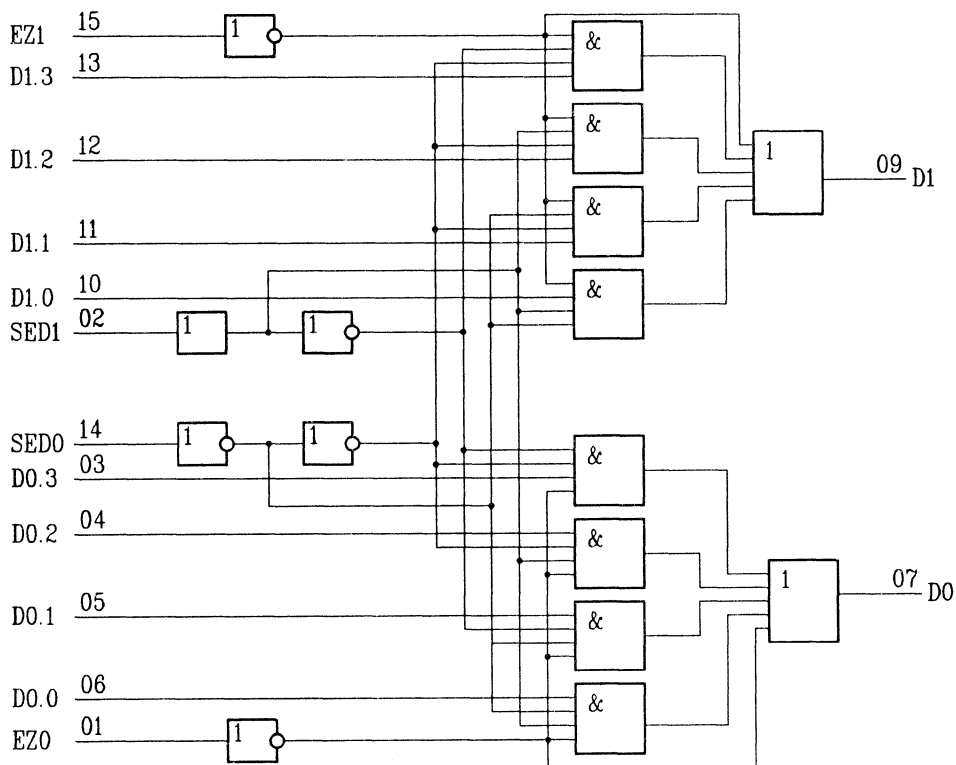 EZ1 15 1
D1.3 13 &
D1.2 12 &
1 09 D1
D1.1 11 &
D1.0 10 &
SED1 02 1 1
SED0 14 1 1
D0.3 03 &
D0.2 04 &
1 07 D0
D0.1 05 &
D0.0 06 &
EZ0 01 1